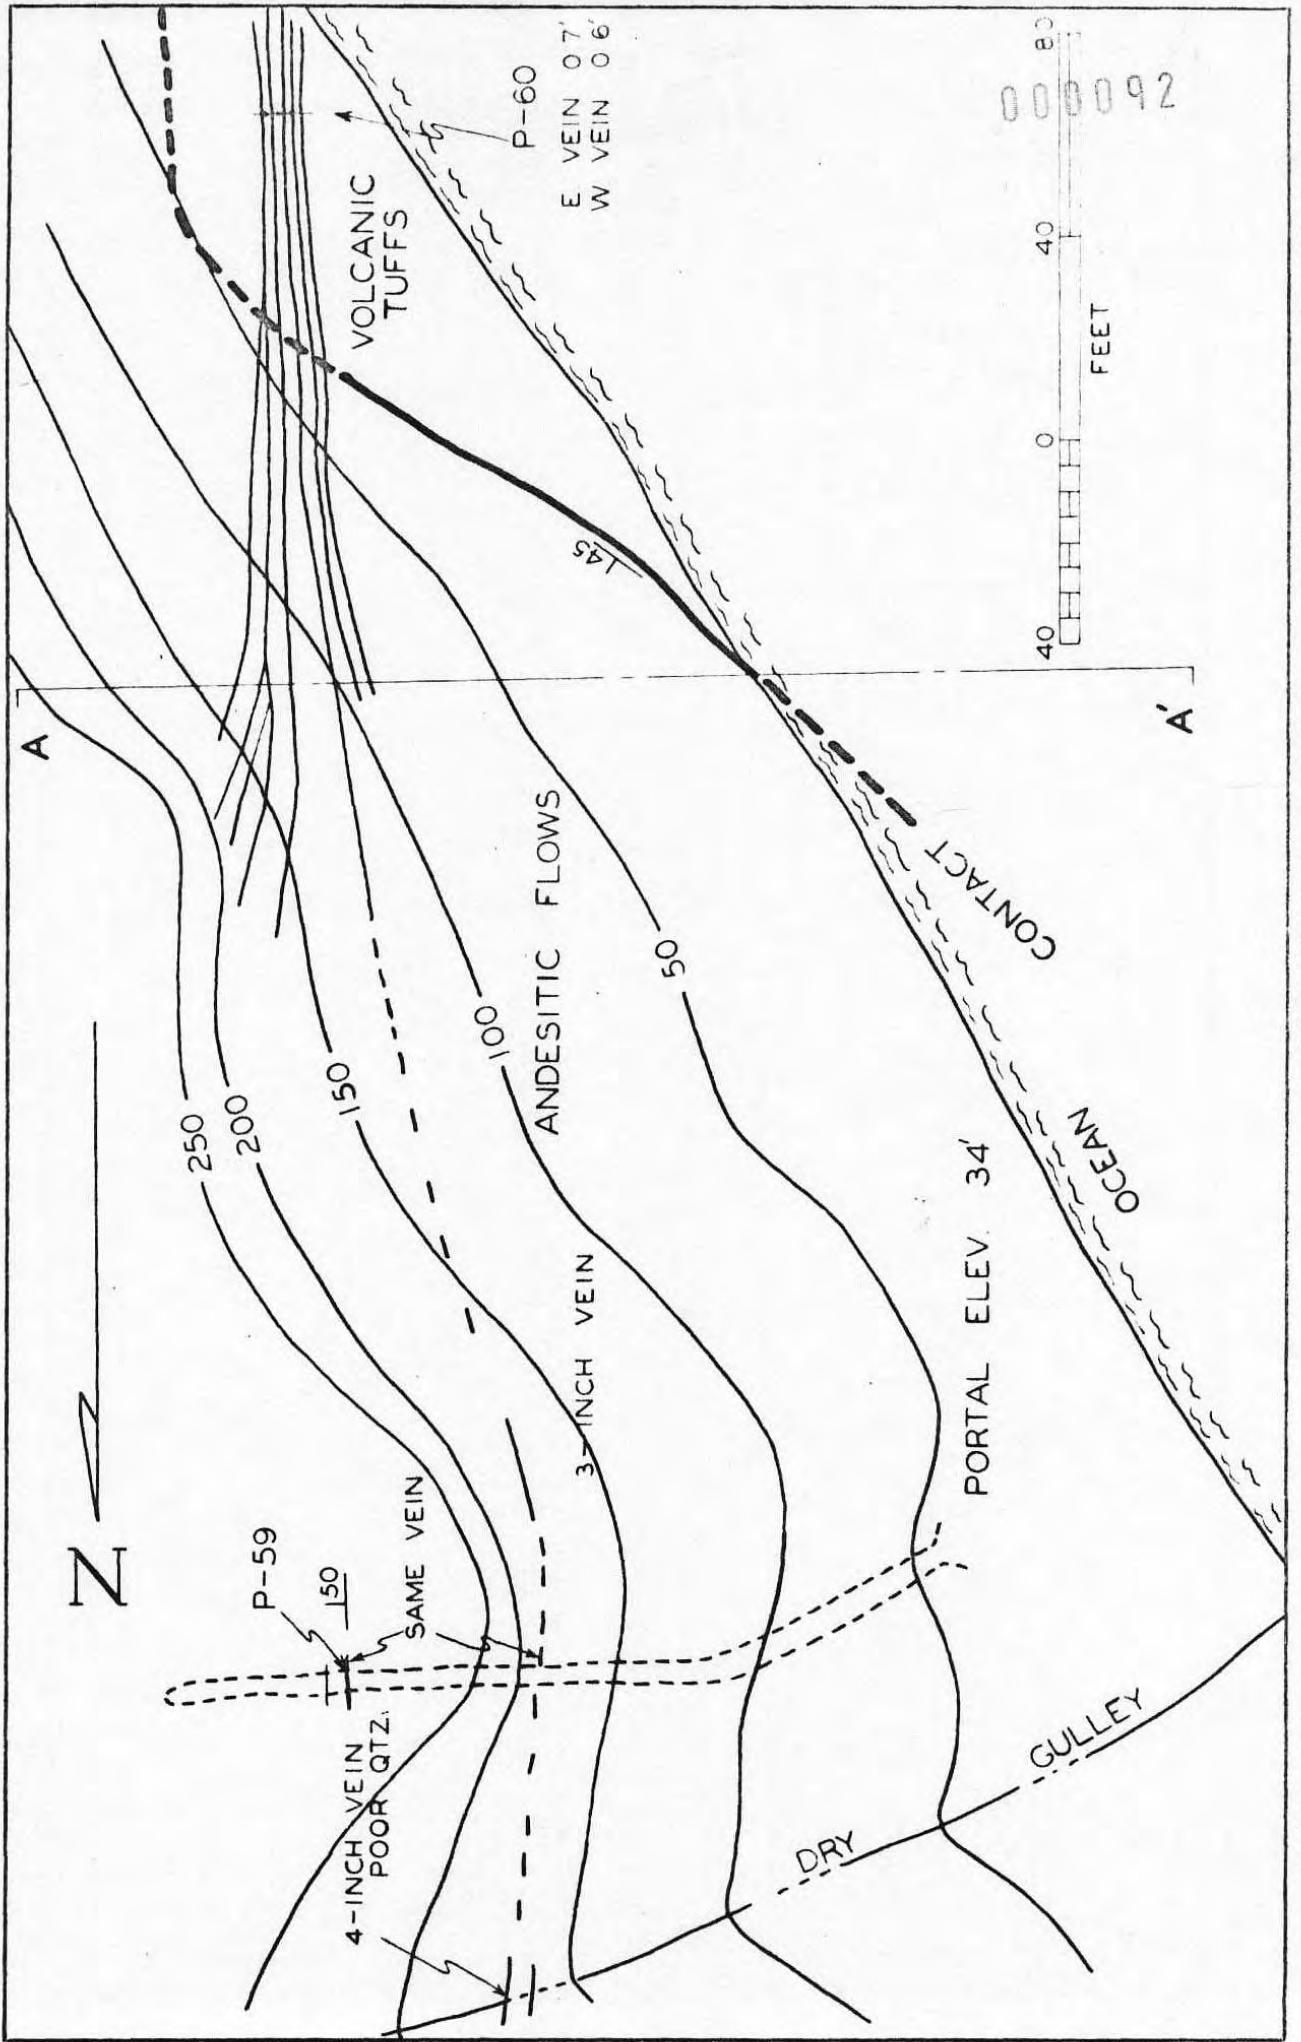 N
P-59
150
SAME VEIN
4-INCH VEIN
POOR QTZ.
3-INCH VEIN
250
200
150
100
50
ANDESITIC FLOWS
A
VOLCANIC
TUFFS
P-60
E VEIN 0.7'
W VEIN 0.6'
45
CONTACT
OCEAN
PORTAL ELEV. 34'
DRY GULLEY
A'
40 0 40 80
FEET
000092